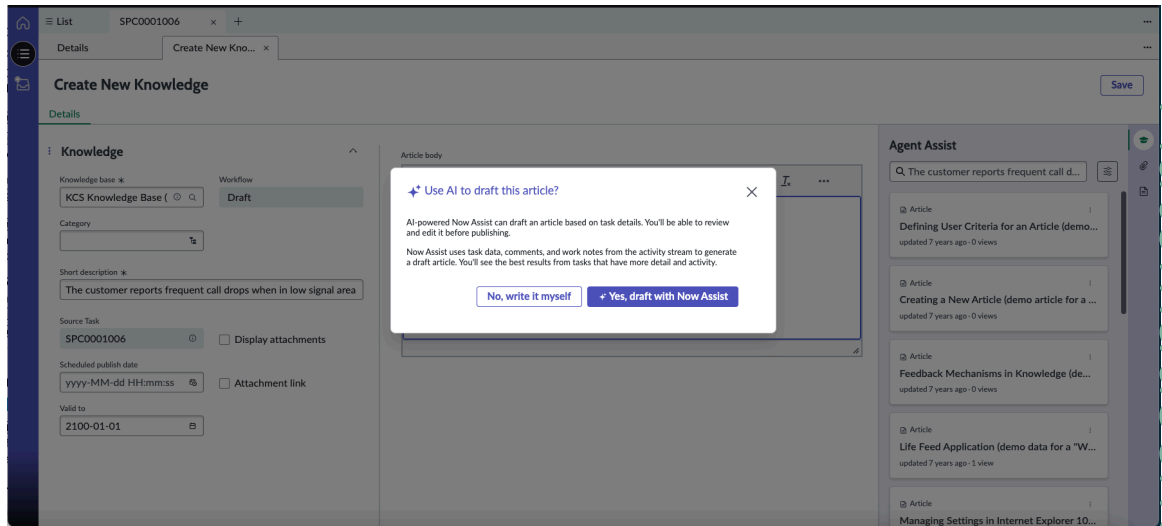 List
SPC0001006
Details
Create New Kno...
Create New Knowledge
Save
Details
Knowledge
Knowledge base *
KCS Knowledge Base (
Workflow
Draft
Category
Short description *
The customer reports frequent call drops when in low signal area
Source Task
SPC0001006
Display attachments
Scheduled publish date
yyyy-MM-dd HH:mm:ss
Attachment link
Valid to
2100-01-01
Article body
Use AI to draft this article?
AI-powered Now Assist can draft an article based on task details. You'll be able to review
and edit it before publishing.
Now Assist uses task data, comments, and work notes from the activity stream to generate
a draft article. You'll see the best results from tasks that have more detail and activity.
No, write it myself
Yes, draft with Now Assist
Agent Assist
The customer reports frequent call d...
Article
Defining User Criteria for an Article (demo...
updated 7 years ago · 0 views
Article
Creating a New Article (demo article for a ...
updated 7 years ago · 0 views
Article
Feedback Mechanisms in Knowledge (de...
updated 7 years ago · 0 views
Article
Life Feed Application (demo data for a "W...
updated 7 years ago · 1 view
Article
Managing Settings in Internet Explorer 10...